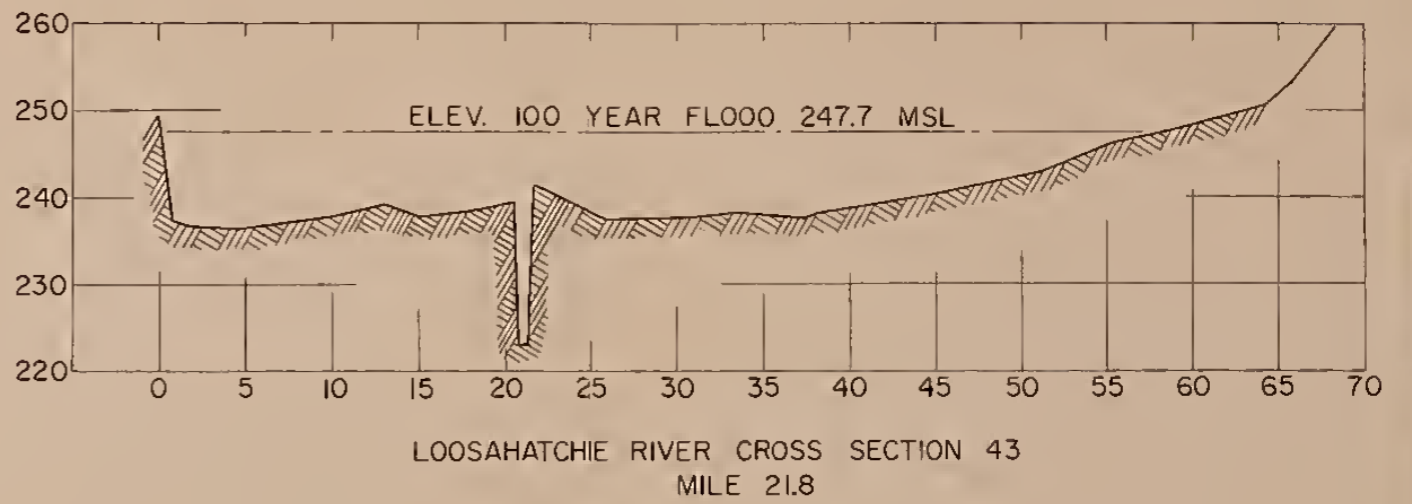 260
250
ELEV. 100 YEAR FLOOD 247.7 MSL
240
230
220
0 5 10 15 20 25 30 35 40 45 50 55 60 65 70
LOOSAHATCHIE RIVER CROSS SECTION 43
MILE 21.8